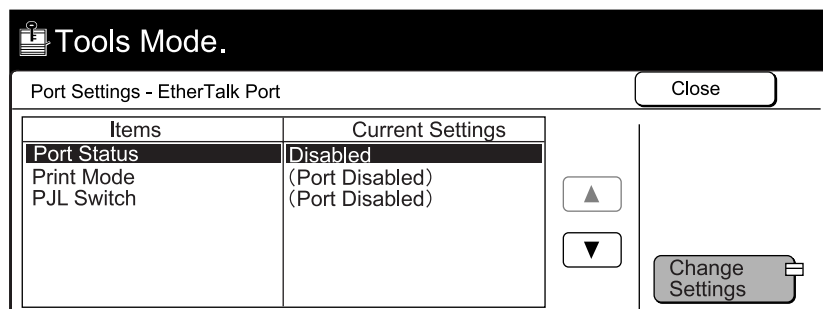 Tools Mode.
Port Settings - EtherTalk Port
Close
Items Current Settings
Port Status Disabled
Print Mode (Port Disabled)
PJL Switch (Port Disabled)
Change
Settings